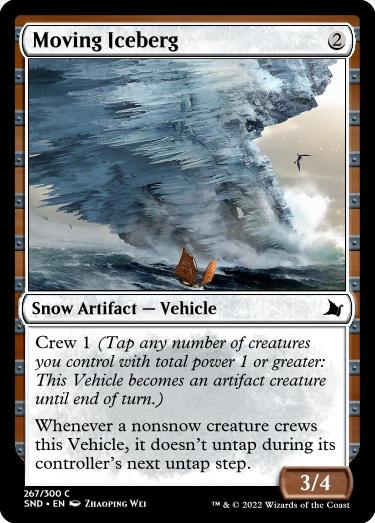 Moving Iceberg 2
Snow Artifact — Vehicle
Crew 1 (Tap any number of creatures
you control with total power 1 or greater:
This Vehicle becomes an artifact creature
until end of turn.)
Whenever a nonsnow creature crews
this Vehicle, it doesn't untap during its
controller's next untap step.
3/4
267/300 C
SND • EN Zhaoping Wei
™ & © 2022 Wizards of the Coast